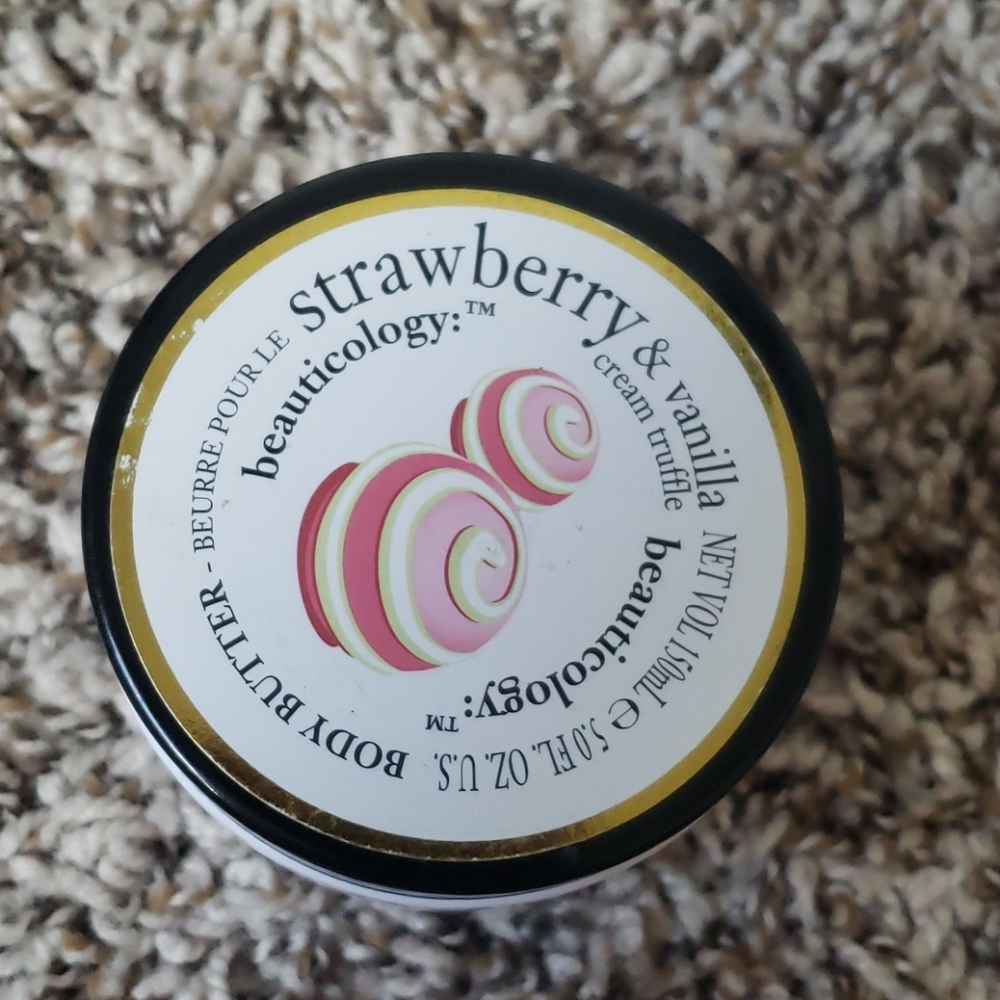 strawberry & vanilla
cream truffle
beauticology:™
beauticology:™
NET VOL 150mL ℮ 5.0 FL. OZ. U.S.
BODY BUTTER - BEURRE POUR LE